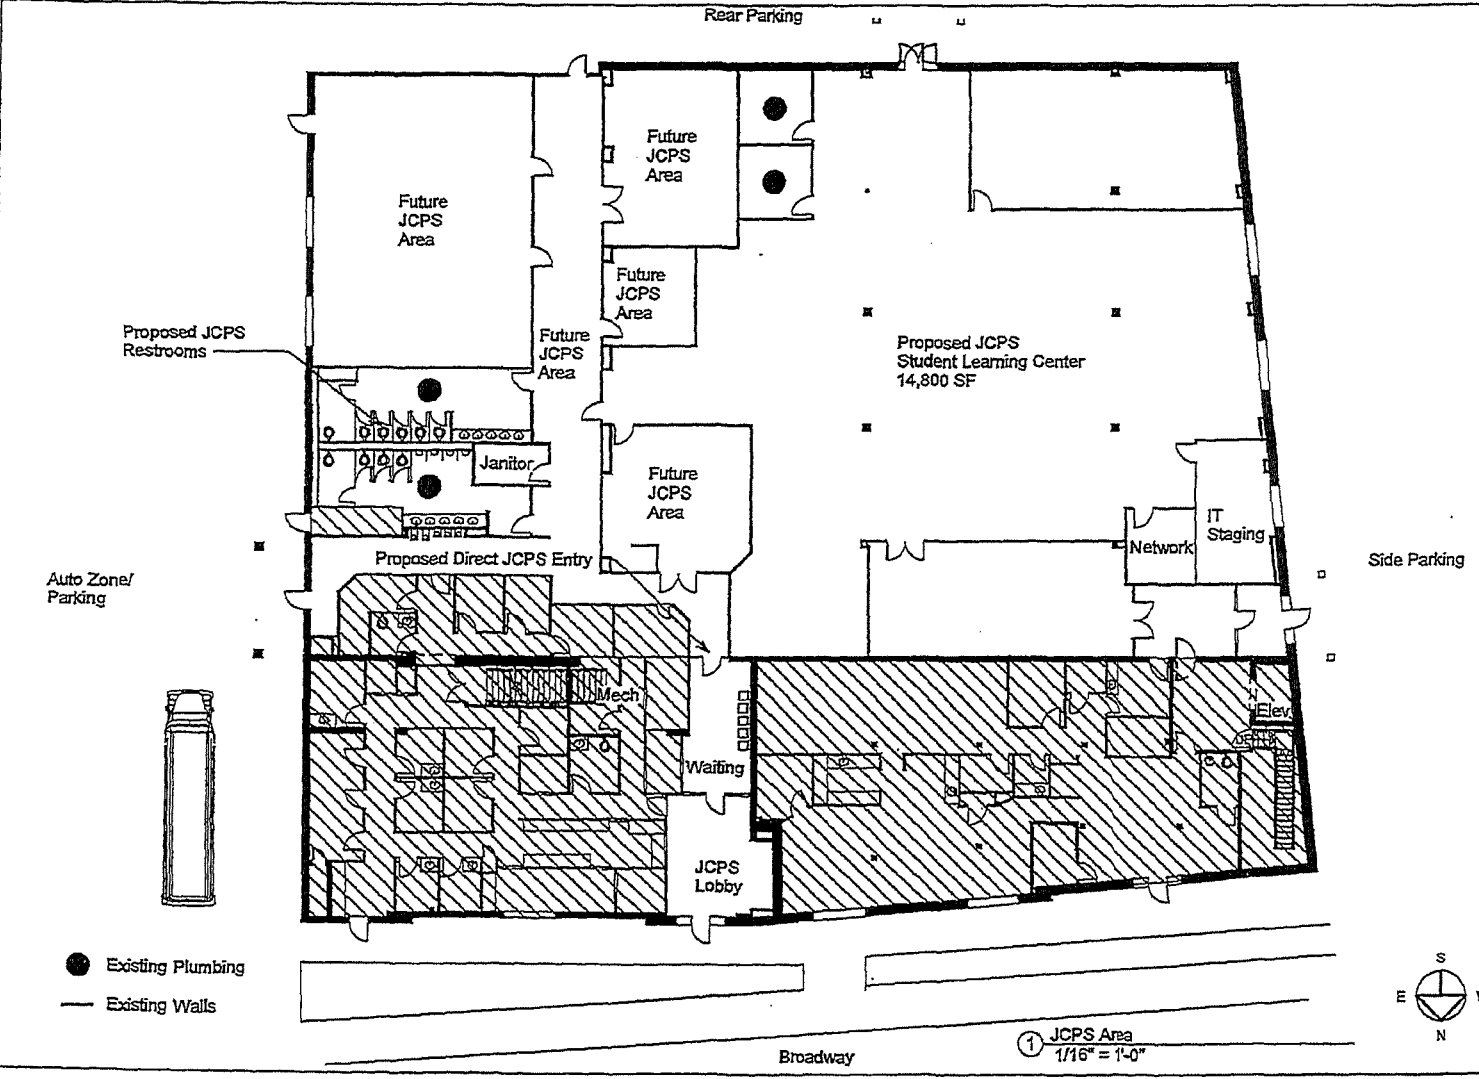 Rear Parking
Future
JCPS
Area
Future
JCPS
Area
Future
JCPS
Area
Future
JCPS
Area
Proposed JCPS
Restrooms
Proposed JCPS
Student Learning Center
14,800 SF
Janitor
Future
JCPS
Area
IT
Staging
Network
Proposed Direct JCPS Entry
Side Parking
Auto Zone/
Parking
Mech
Elev.
Waiting
JCPS
Lobby
Existing Plumbing
Existing Walls
S
E
N
1 JCPS Area
1/16" = 1'-0"
Broadway